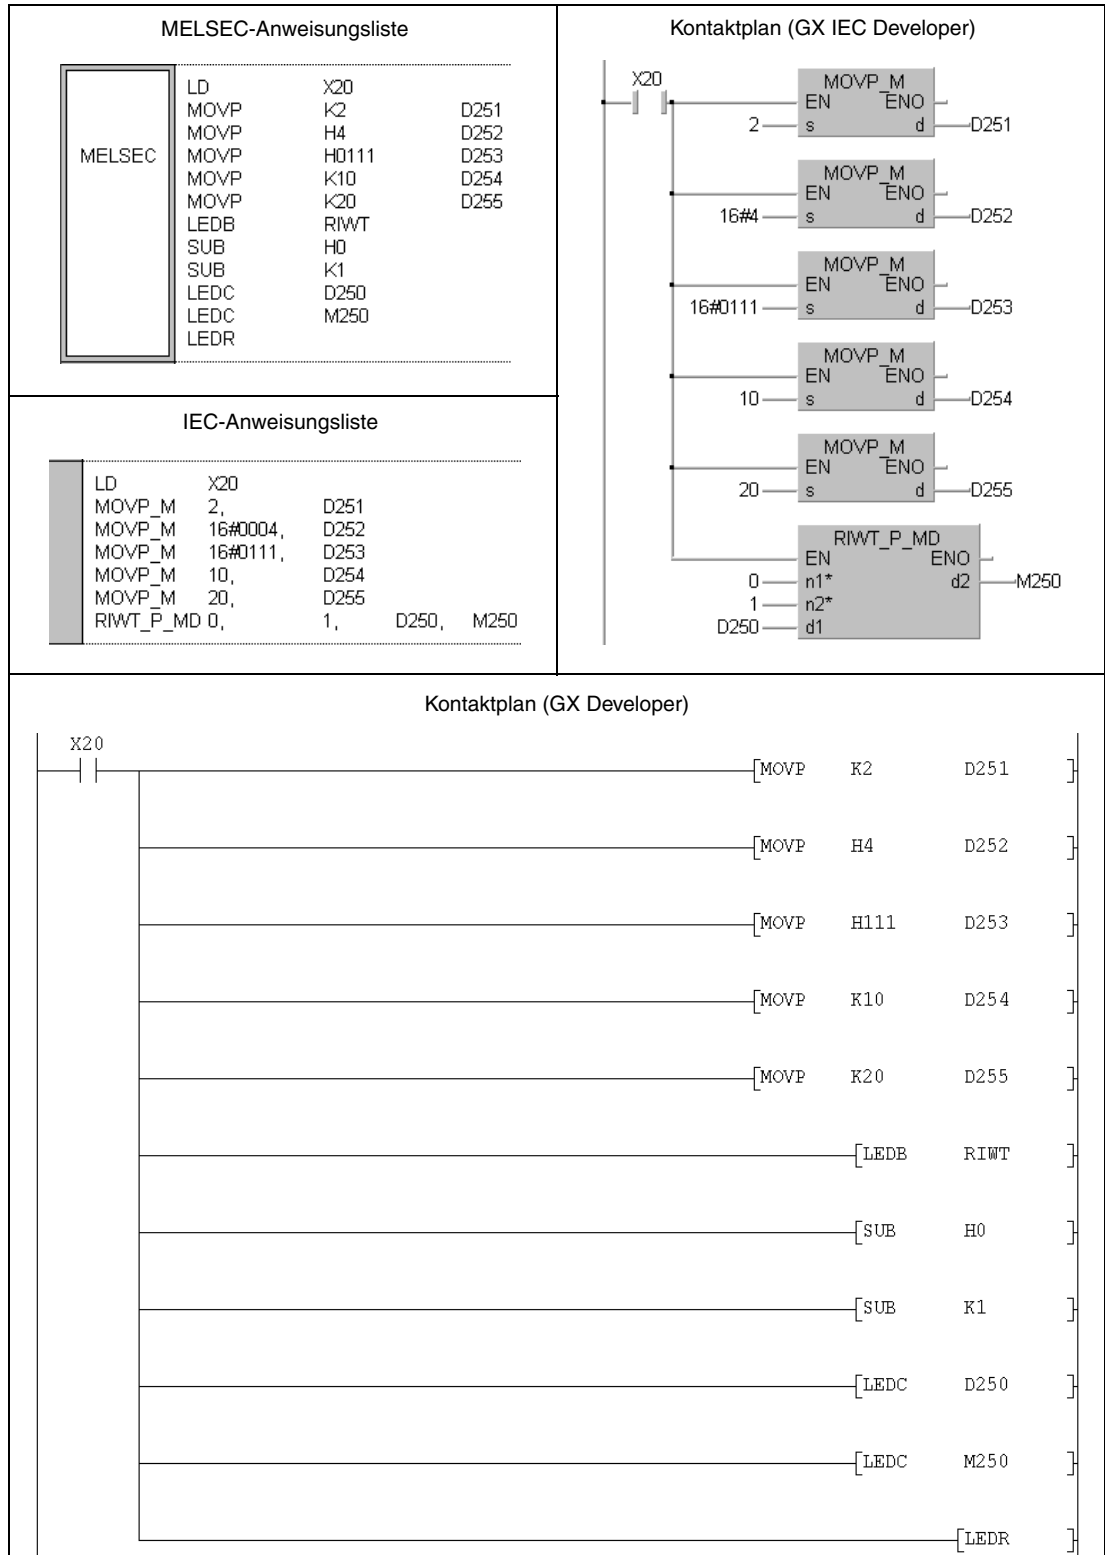 MELSEC-Anweisungsliste
MELSEC
LD X20
MOVP K2 D251
MOVP H4 D252
MOVP H0111 D253
MOVP K10 D254
MOVP K20 D255
LEDB RIWT
SUB H0
SUB K1
LEDC D250
LEDC M250
LEDR
Kontaktplan (GX IEC Developer)
X20
MOVP_M
EN ENO
2 s d D251
MOVP_M
EN ENO
16#4 s d D252
MOVP_M
EN ENO
16#0111 s d D253
MOVP_M
EN ENO
10 s d D254
MOVP_M
EN ENO
20 s d D255
RIWT_P_MD
EN ENO
0 n1* d2 M250
1 n2*
D250 d1
IEC-Anweisungsliste
LD X20
MOVP_M 2, D251
MOVP_M 16#0004, D252
MOVP_M 16#0111, D253
MOVP_M 10, D254
MOVP_M 20, D255
RIWT_P_MD 0, 1, D250, M250
Kontaktplan (GX Developer)
X20
[MOVP K2 D251 ]
[MOVP H4 D252 ]
[MOVP H111 D253 ]
[MOVP K10 D254 ]
[MOVP K20 D255 ]
[LEDB RIWT ]
[SUB H0 ]
[SUB K1 ]
[LEDC D250 ]
[LEDC M250 ]
[LEDR ]